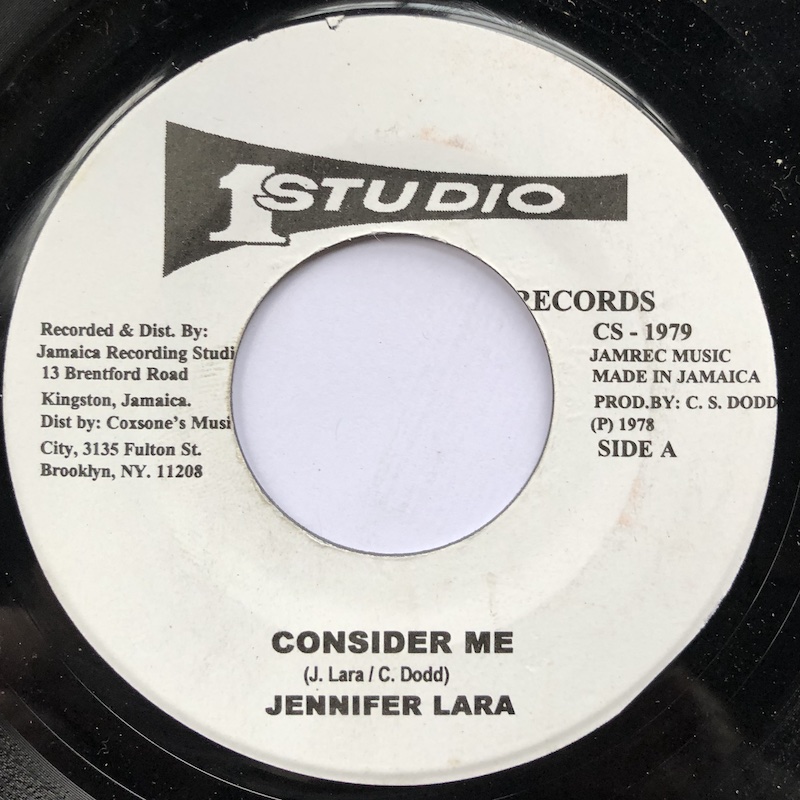 1 STUDIO
RECORDS
Recorded & Dist. By:
Jamaica Recording Studi
13 Brentford Road
Kingston, Jamaica.
Dist by: Coxsone's Musi
City, 3135 Fulton St.
Brooklyn, NY. 11208
CS - 1979
JAMREC MUSIC
MADE IN JAMAICA
PROD.BY: C. S. DODD
(P) 1978
SIDE A
CONSIDER ME
(J. Lara / C. Dodd)
JENNIFER LARA